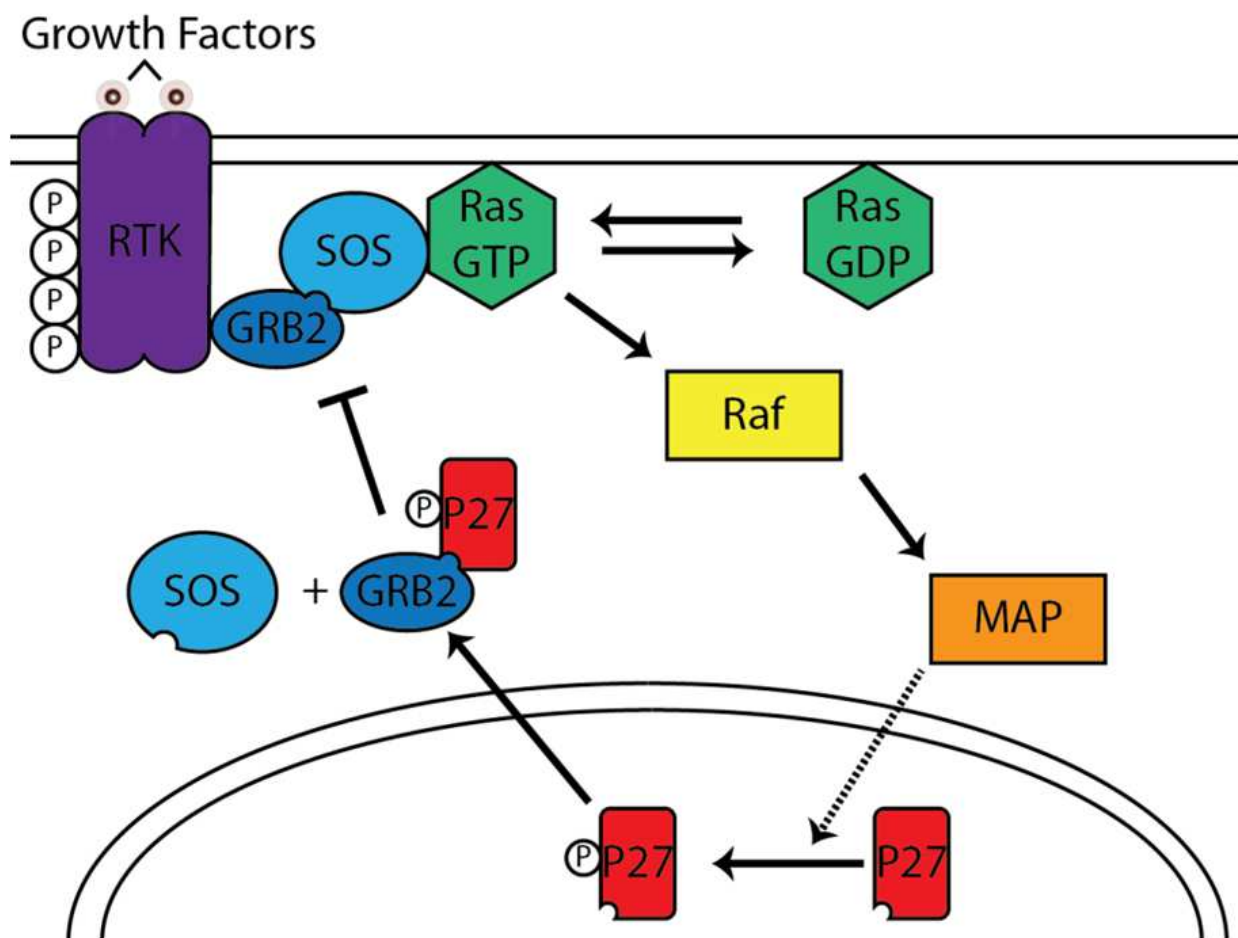 Growth Factors
P
P
P
P
RTK
GRB2
SOS
Ras
GTP
Ras
GDP
Raf
P
P27
SOS
+
GRB2
MAP
P
P27
P27